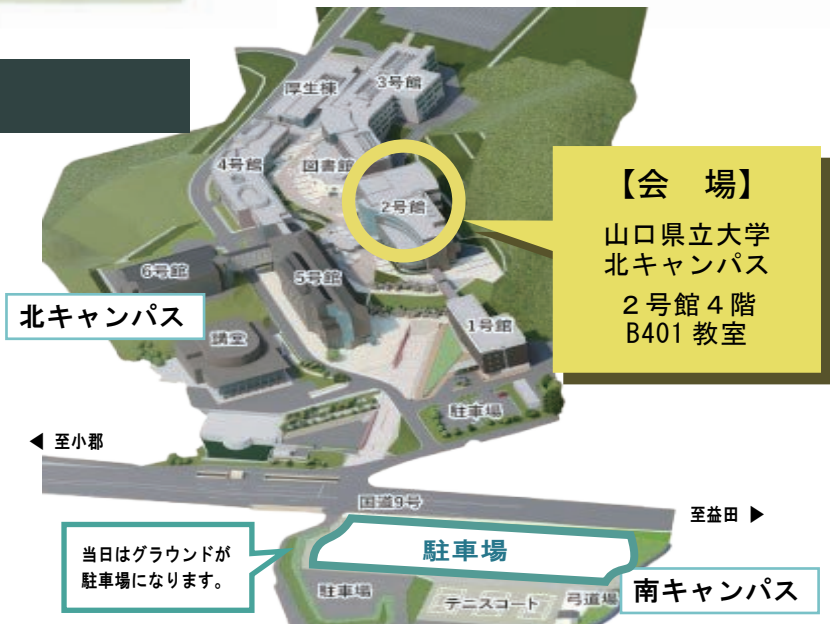 厚生棟
3号館
4号館
図書館
2号館
【会　場】
山口県立大学
北キャンパス
２号館４階
B401 教室
6号館
5号館
北キャンパス
講堂
1号館
駐車場
◀ 至小郡
国道9号
至益田 ▶
当日はグラウンドが
駐車場になります。
駐車場
駐車場
テニスコート
弓道場
南キャンパス